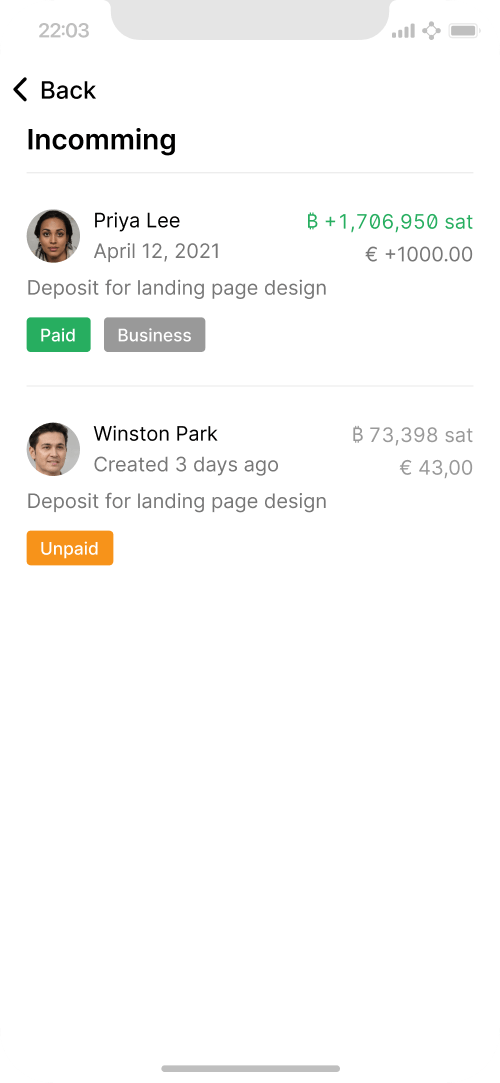 22:03
Back
Incomming
Priya Lee
₿ +1,706,950 sat
April 12, 2021
€ +1000.00
Deposit for landing page design
Paid
Business
Winston Park
₿ 73,398 sat
Created 3 days ago
€ 43,00
Deposit for landing page design
Unpaid